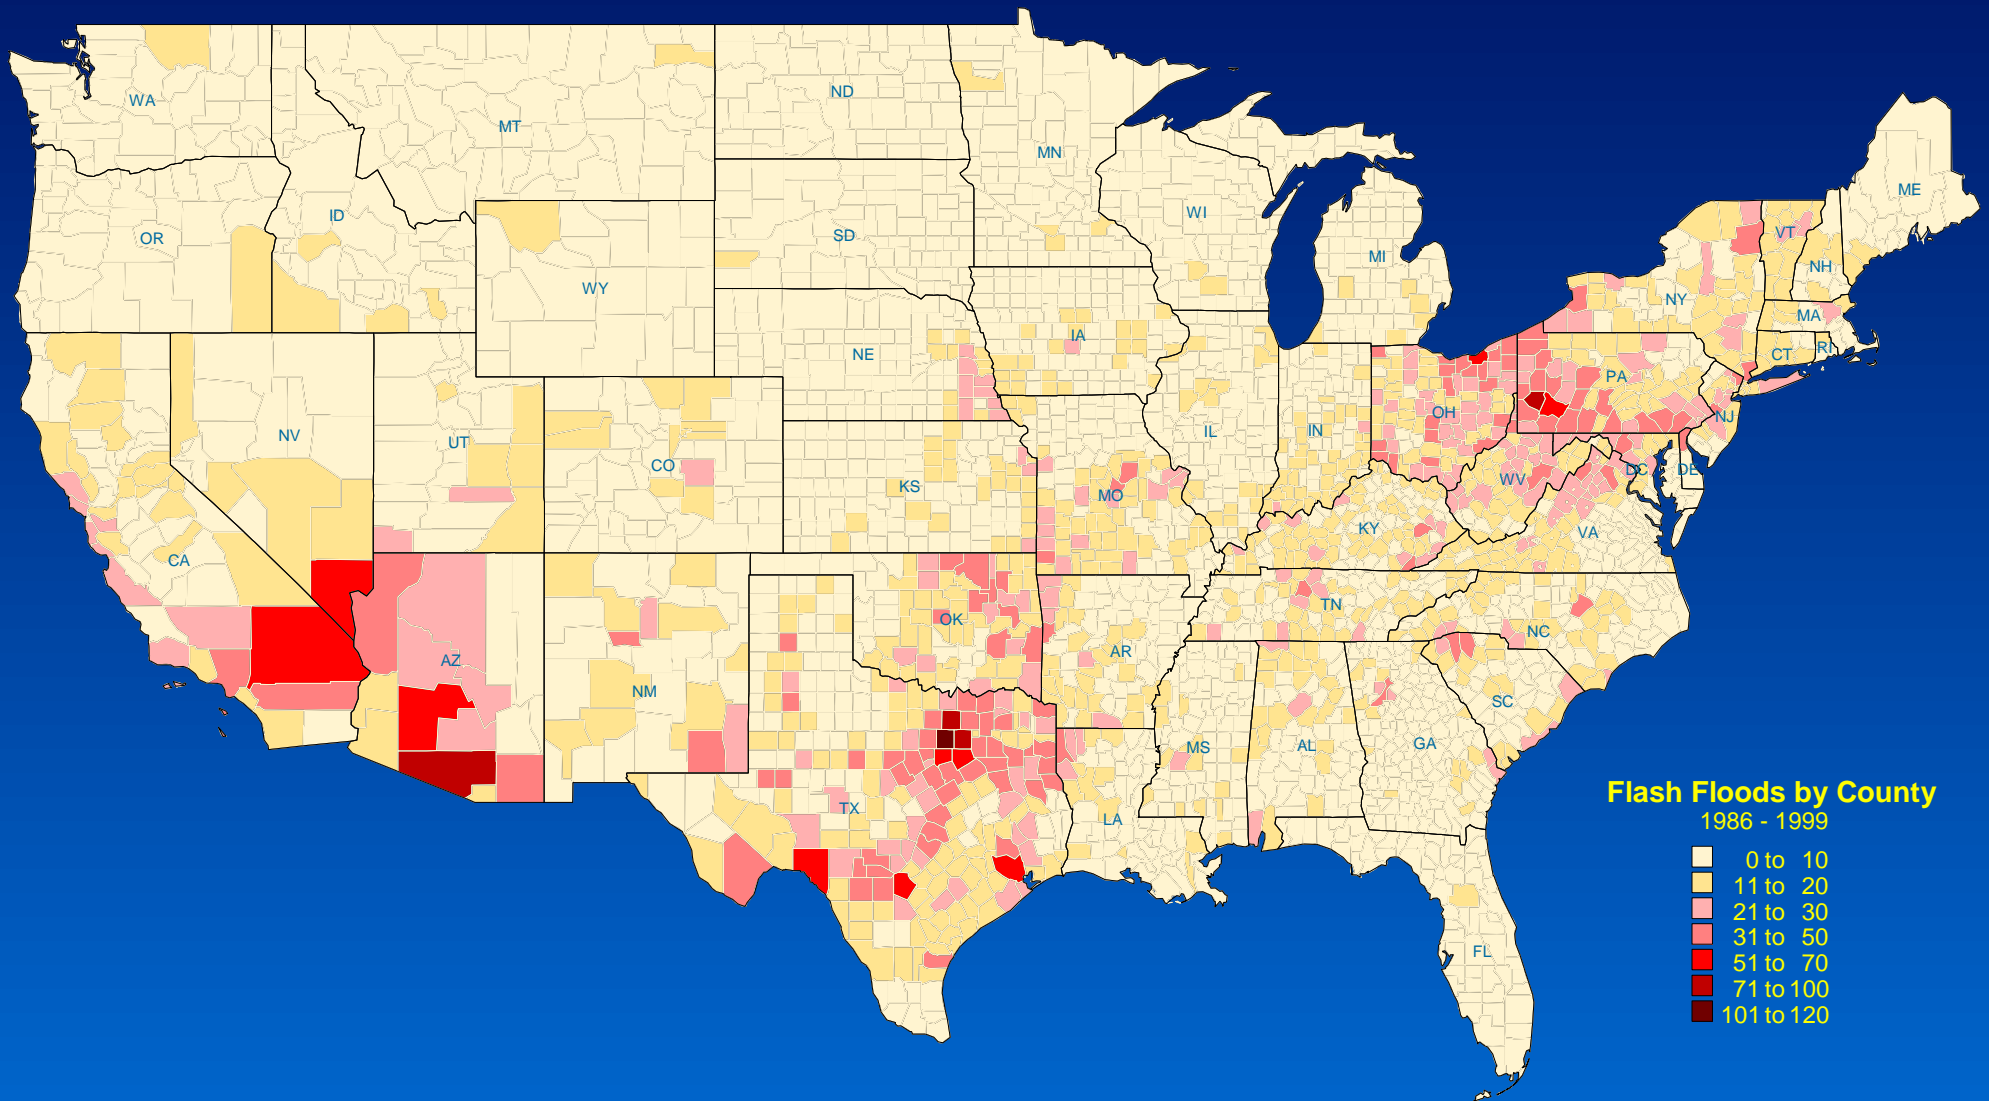 WA
MT
ND
MN
ME
ID
OR
SD
WI
MI
VT
NH
WY
NY
MA
IA
NE
CT
RI
PA
NV
UT
CO
KS
MO
IL
IN
OH
NJ
WV
DC
DE
CA
KY
VA
AZ
NM
OK
AR
TN
NC
SC
TX
LA
MS
AL
GA
FL
Flash Floods by County
1986 - 1999
0 to 10
11 to 20
21 to 30
31 to 50
51 to 70
71 to 100
101 to 120